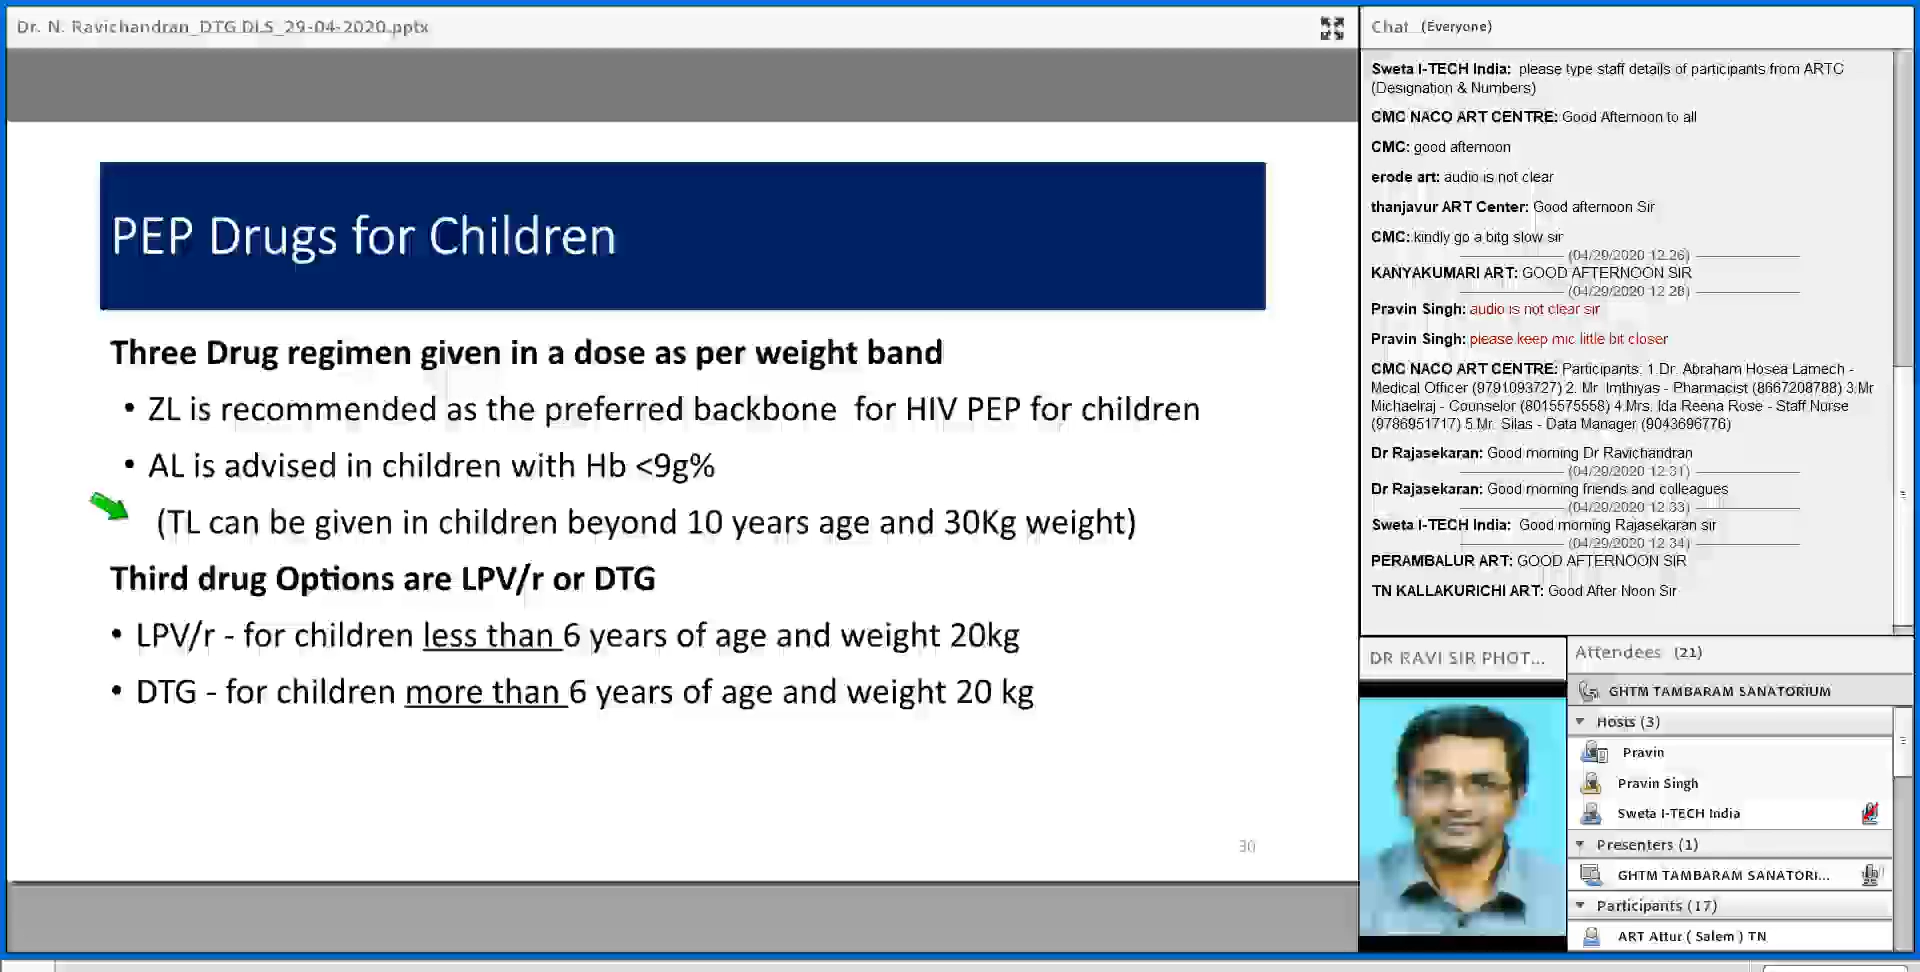 Dr. N. Ravichandran_DTG DLS_29-04-2020.pptx
PEP Drugs for Children
Three Drug regimen given in a dose as per weight band
• ZL is recommended as the preferred backbone for HIV PEP for children
• AL is advised in children with Hb <9g%
(TL can be given in children beyond 10 years age and 30Kg weight)
Third drug Options are LPV/r or DTG
• LPV/r - for children less than 6 years of age and weight 20kg
• DTG - for children more than 6 years of age and weight 20 kg
30
Chat (Everyone)
Sweta I-TECH India: please type staff details of participants from ARTC
(Designation & Numbers)
CMC NACO ART CENTRE: Good Afternoon to all
CMC: good afternoon
erode art: audio is not clear
thanjavur ART Center: Good afternoon Sir
CMC: kindly go a bitg slow sir
(04/29/2020 12:26)
KANYAKUMARI ART: GOOD AFTERNOON SIR
(04/29/2020 12:28)
Pravin Singh: audio is not clear sir
Pravin Singh: please keep mic little bit closer
CMC NACO ART CENTRE: Participants: 1.Dr. Abraham Hosea Lamech -
Medical Officer (9791093727) 2. Mr. Imthiyas - Pharmacist (8667208788) 3.Mr
Michaelraj - Counselor (8015575558) 4.Mrs. Ida Reena Rose - Staff Nurse
(9786951717) 5.Mr. Silas - Data Manager (9043696776)
Dr Rajasekaran: Good morning Dr Ravichandran
(04/29/2020 12:31)
Dr Rajasekaran: Good morning friends and colleagues
(04/29/2020 12:33)
Sweta I-TECH India: Good morning Rajasekaran sir
(04/29/2020 12:34)
PERAMBALUR ART: GOOD AFTERNOON SIR
TN KALLAKURICHI ART: Good After Noon Sir
DR RAVI SIR PHOT...
Attendees (21)
GHTM TAMBARAM SANATORIUM
Hosts (3)
Pravin
Pravin Singh
Sweta I-TECH India
Presenters (1)
GHTM TAMBARAM SANATORI...
Participants (17)
ART Attur ( Salem ) TN